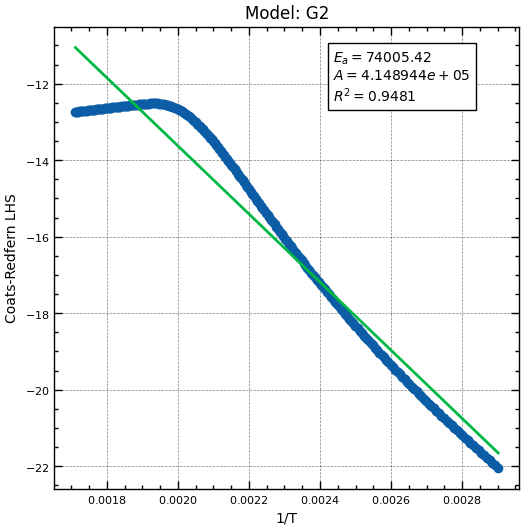 Model: G2
E_a = 74005.42
A = 4.148944e + 05
R^2 = 0.9481
Coats-Redfern LHS
−12
−14
−16
−18
−20
−22
0.0018 0.0020 0.0022 0.0024 0.0026 0.0028
1/T